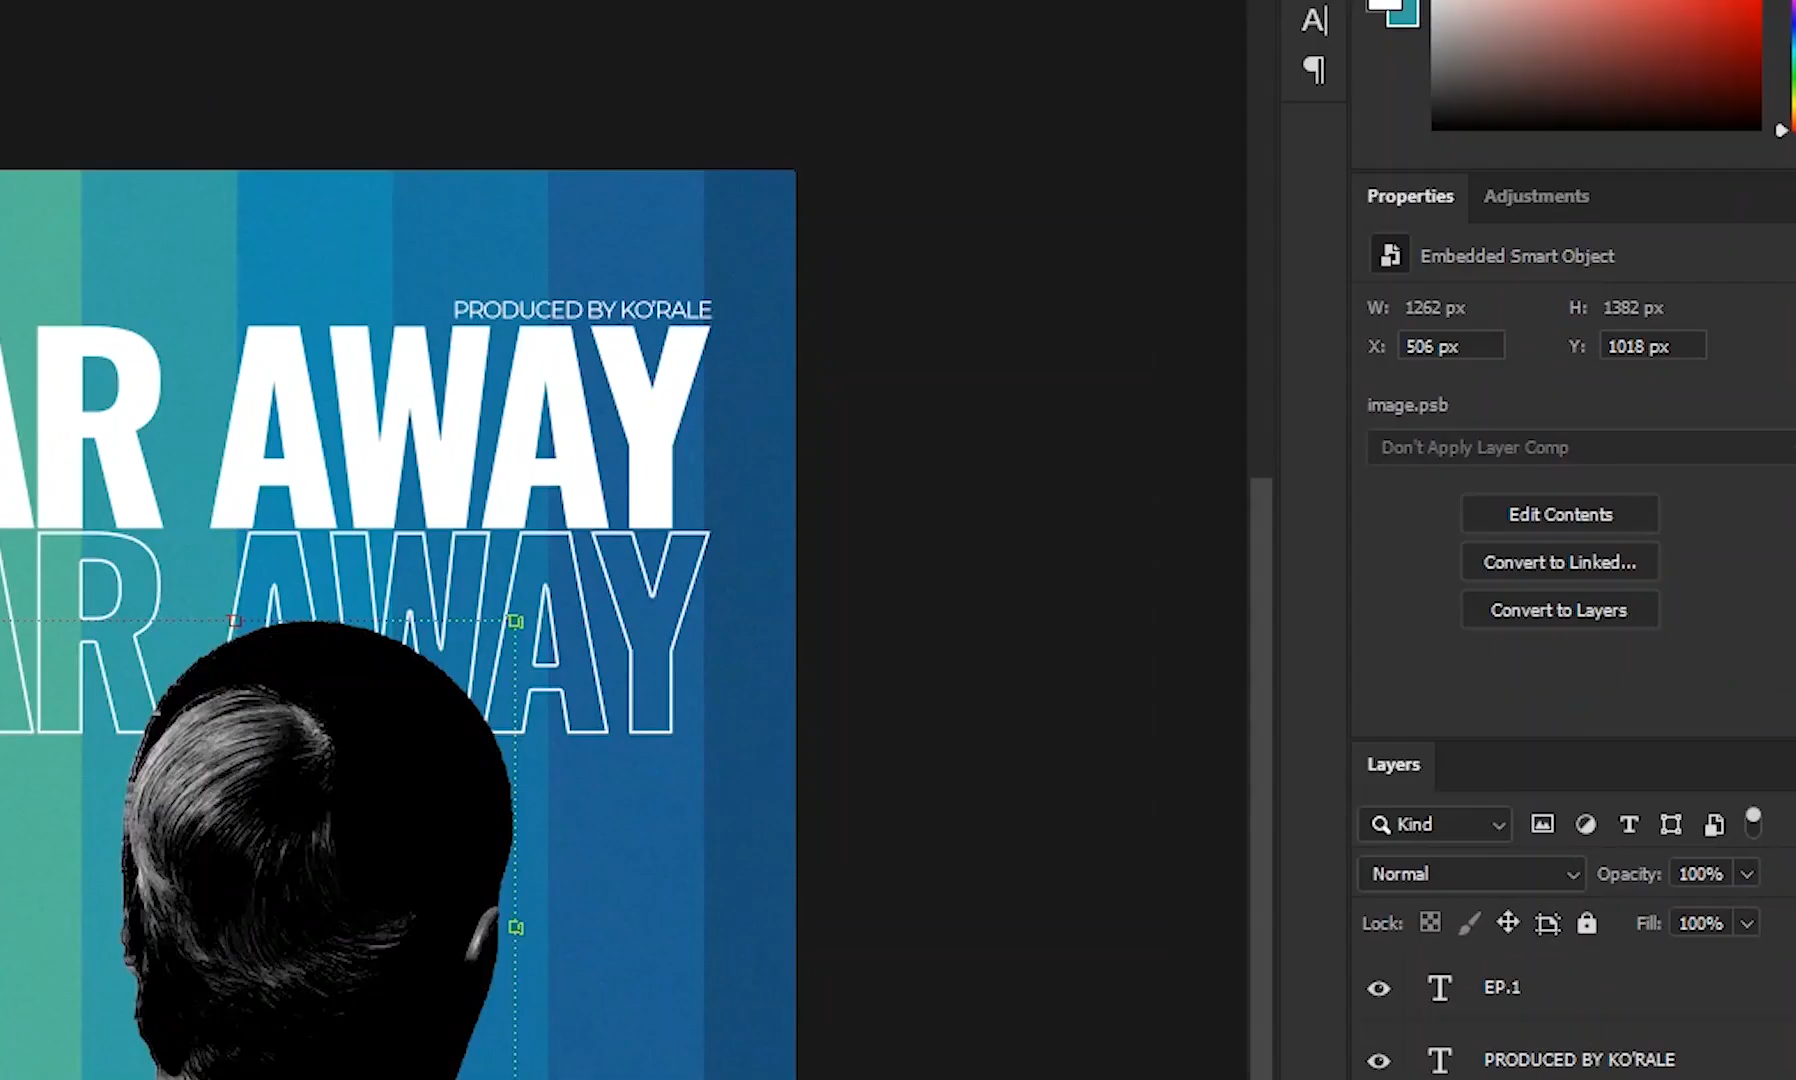 A|
Properties Adjustments
Embedded Smart Object
W: 1262 px H: 1382 px
X: 506 px Y: 1018 px
image.psb
Don't Apply Layer Comp
Edit Contents
Convert to Linked...
Convert to Layers
PRODUCED BY KO'RALE
AR AWAY
AR AWAY
Layers
Kind
Normal Opacity: 100%
Lock: Fill: 100%
T EP.1
T PRODUCED BY KO'RALE